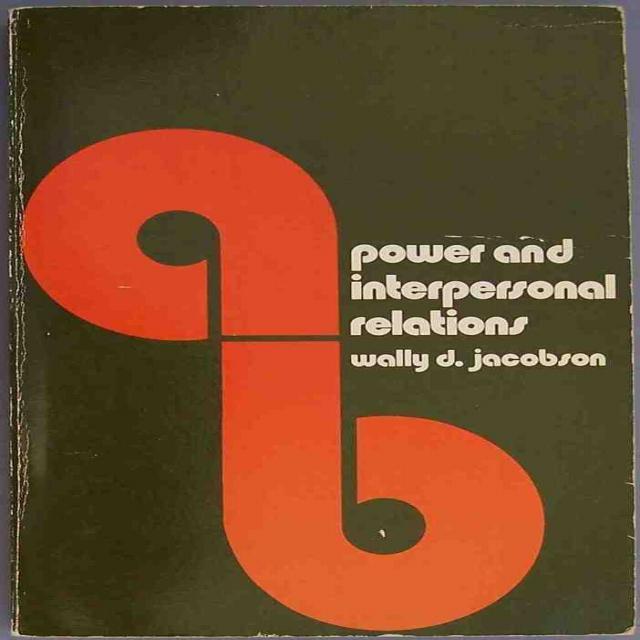 power and
interpersonal
relations
wally d. jacobson